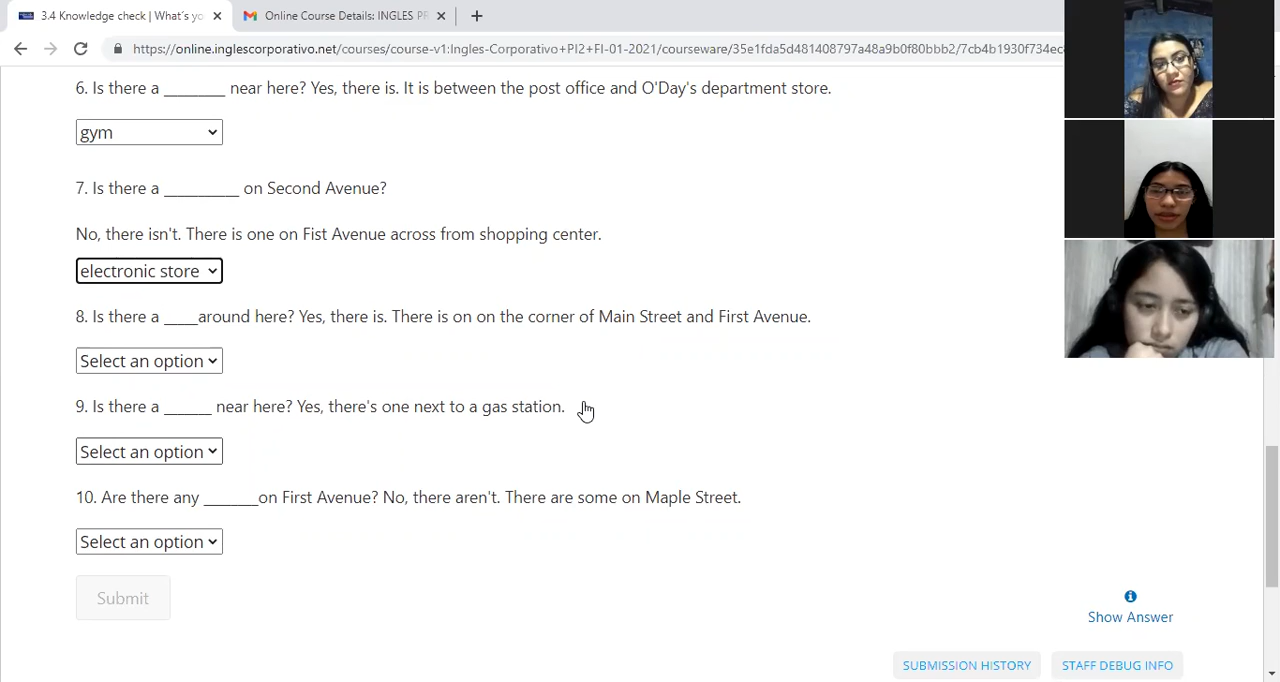 3.4 Knowledge check | What´s yo
Online Course Details: INGLES PR
https://online.inglescorporativo.net/courses/course-v1:Ingles-Corporativo+PI2+FI-01-2021/courseware/35e1fda5d481408797a48a9b0f80bbb2/7cb4b1930f734ec
6. Is there a ________ near here? Yes, there is. It is between the post office and O'Day's department store.
gym
7. Is there a __________ on Second Avenue?
No, there isn't. There is one on Fist Avenue across from shopping center.
electronic store
8. Is there a ____around here? Yes, there is. There is on on the corner of Main Street and First Avenue.
Select an option
9. Is there a ______ near here? Yes, there's one next to a gas station.
Select an option
10. Are there any _______on First Avenue? No, there aren't. There are some on Maple Street.
Select an option
Submit
Show Answer
SUBMISSION HISTORY
STAFF DEBUG INFO